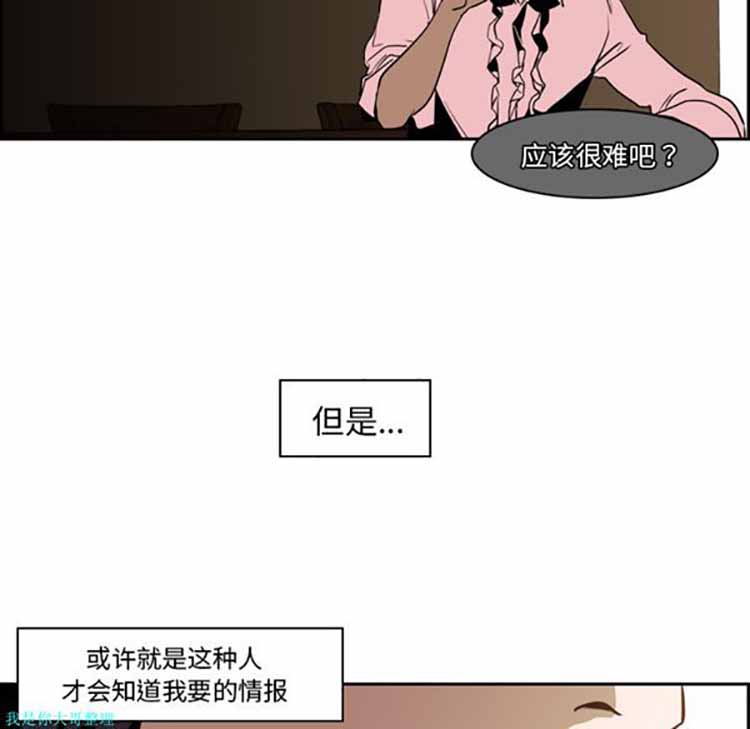 应该很难吧？
但是...
或许就是这种人
才会知道我要的情报
我是你大哥整理